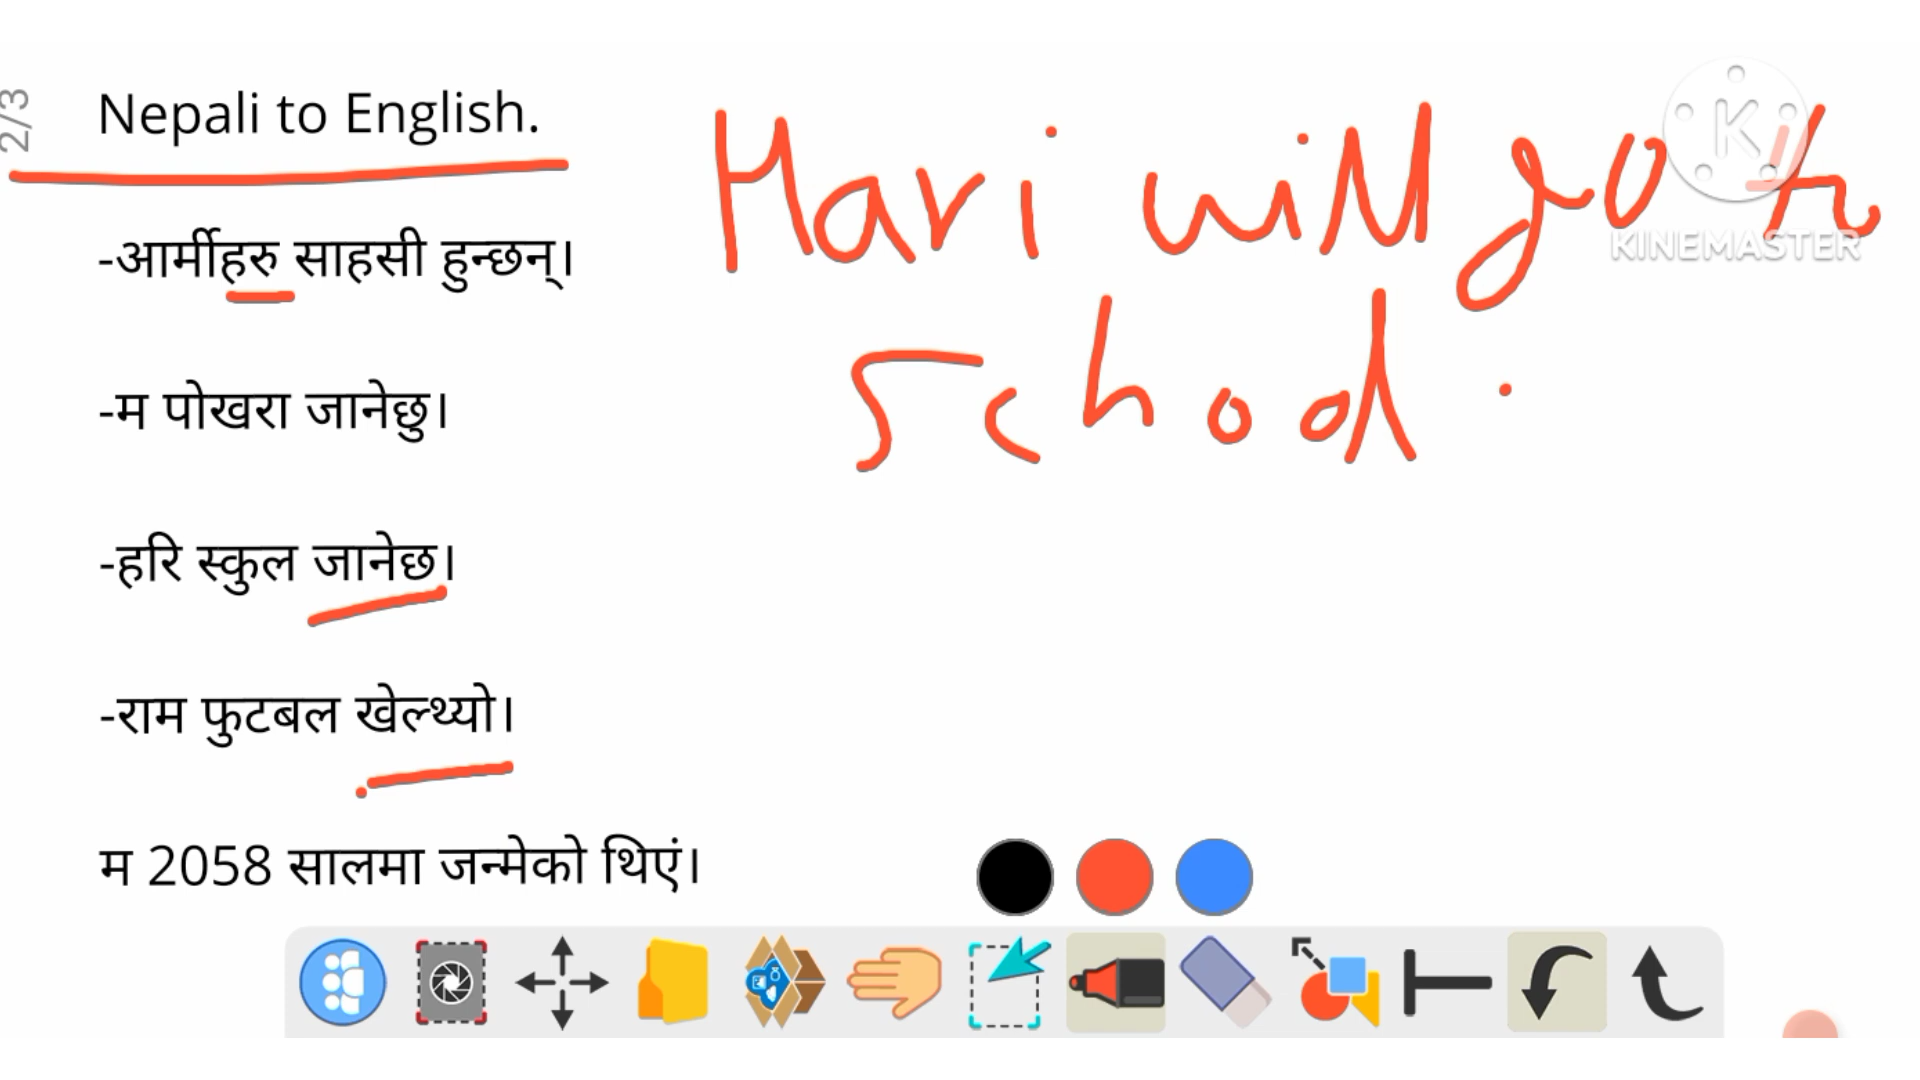 2/3
Nepali to English.
-आर्मीहरु साहसी हुन्छन्।
-म पोखरा जानेछु।
-हरि स्कुल जानेछ।
-राम फुटबल खेल्थ्यो।
म 2058 सालमा जन्मेको थिएं।
Hari will go to
school.
K
KINEMASTER